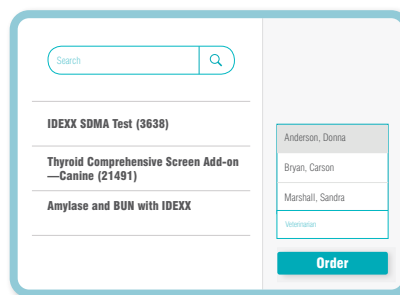 Search
IDEXX SDMA Test (3638)
Thyroid Comprehensive Screen Add-on
—Canine (21491)
Amylase and BUN with IDEXX
Anderson, Donna
Bryan, Carson
Marshall, Sandra
Veterinarian
Order